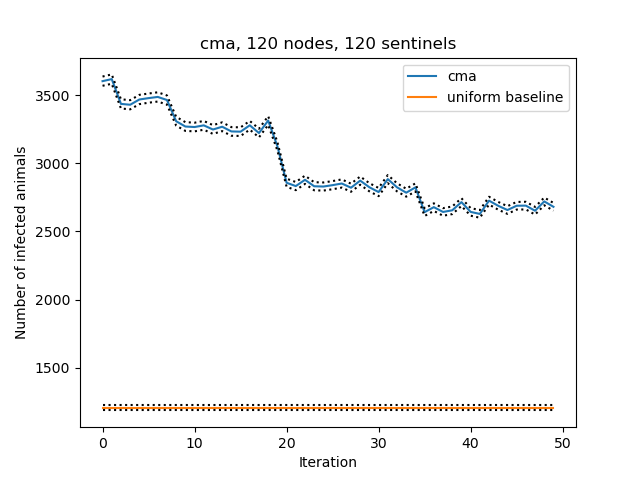 cma, 120 nodes, 120 sentinels
cma
uniform baseline
Number of infected animals
3500
3000
2500
2000
1500
0
10
20
30
40
50
Iteration